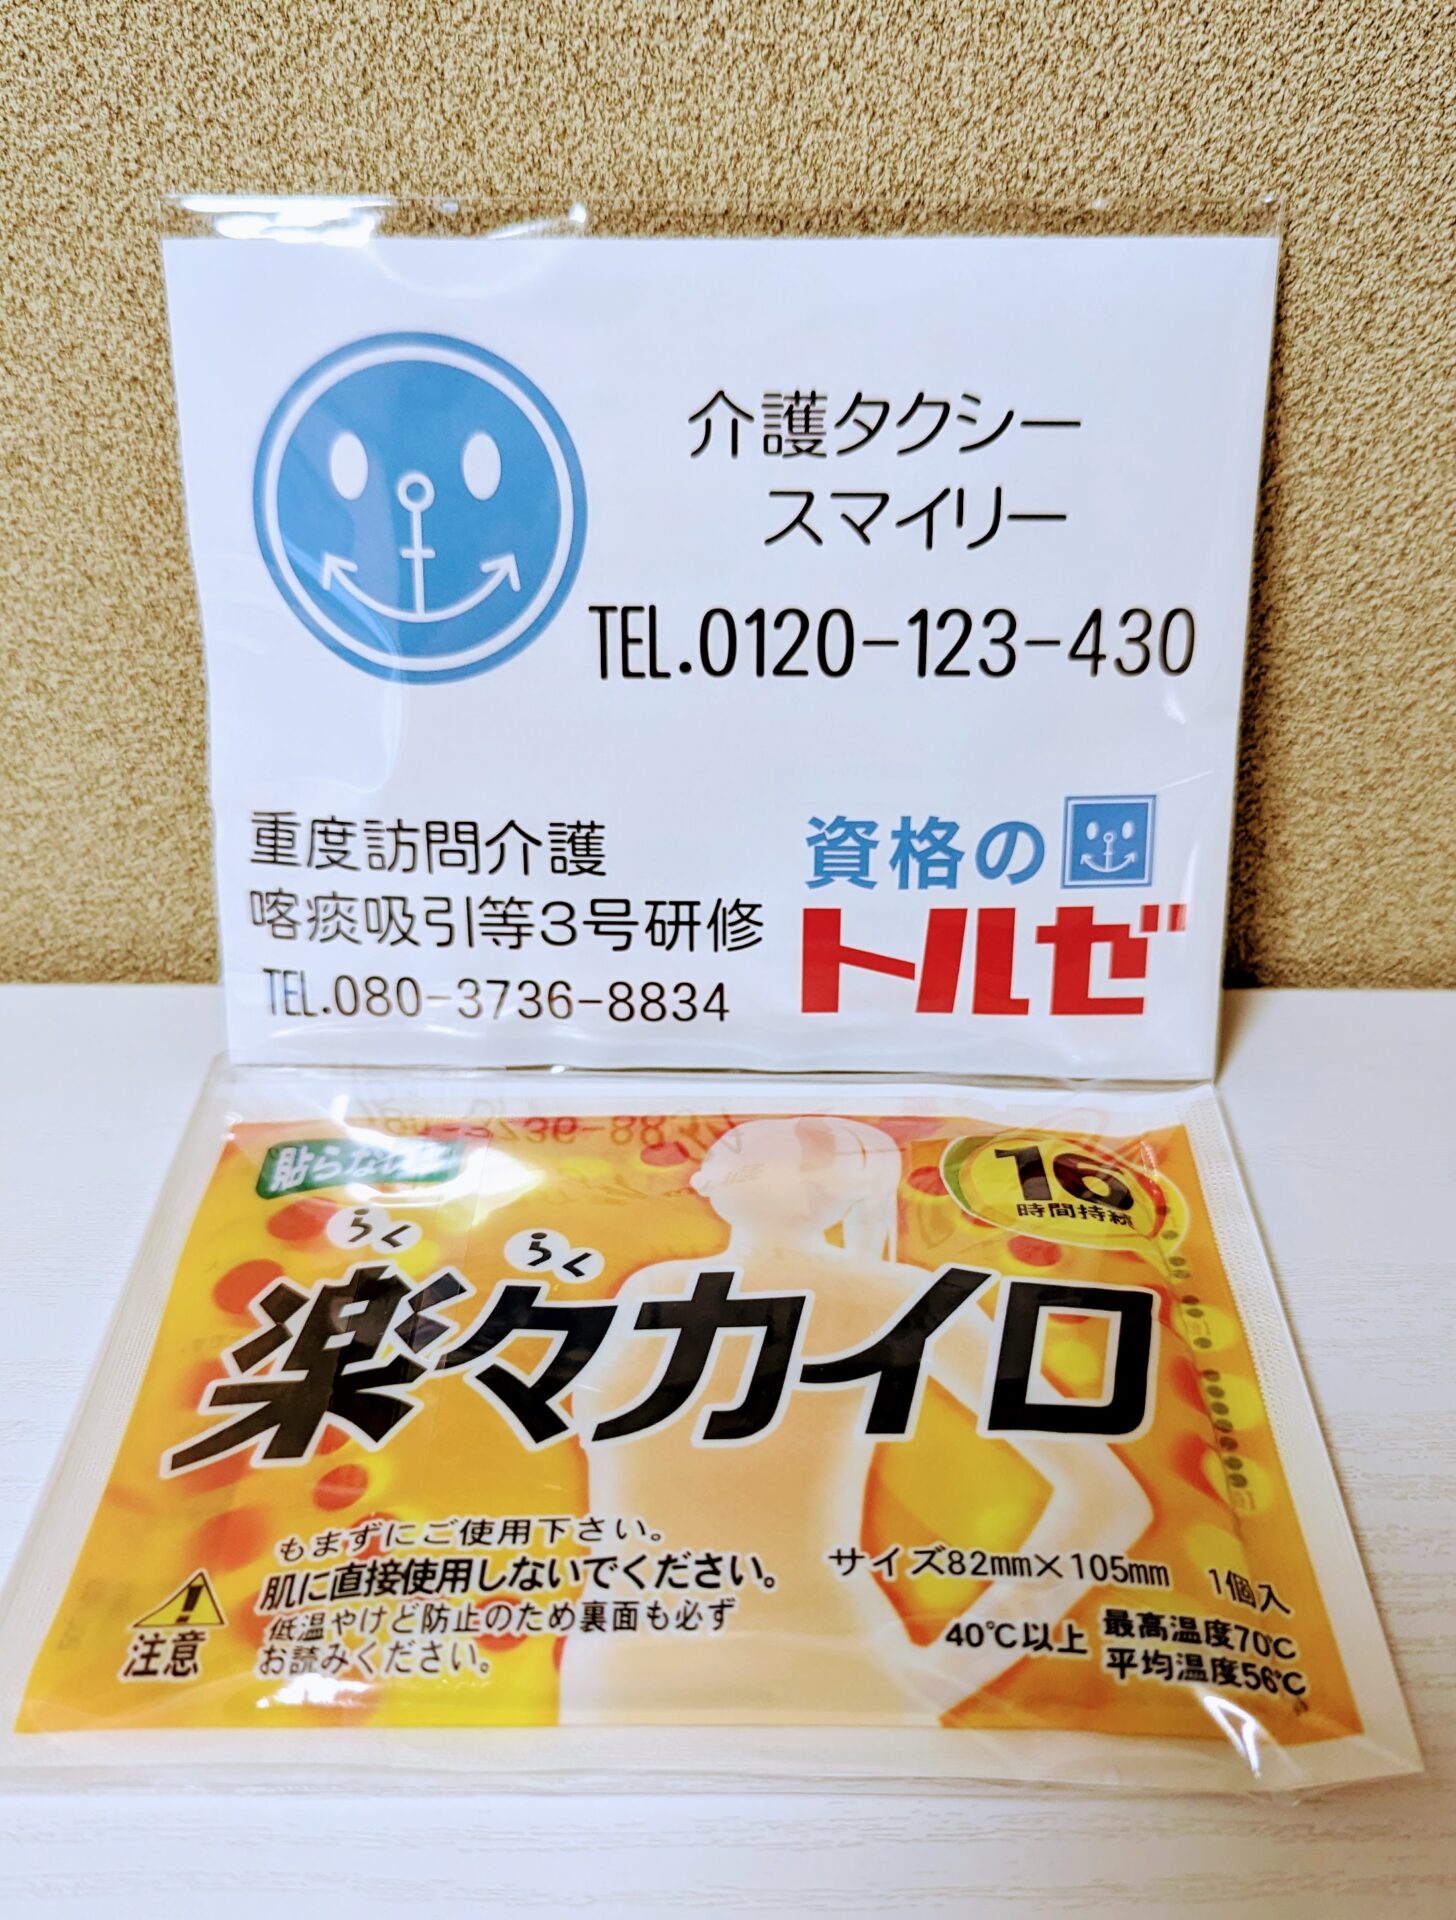 介護タクシー
スマイリー
TEL.0120-123-430
重度訪問介護
喀痰吸引等3号研修
TEL.080-3736-8834
資格の
トルゼ
貼らない
16
時間持続
らく らく
楽々カイロ
もまずにご使用下さい。
肌に直接使用しないでください。
低温やけど防止のため裏面も必ず
お読みください。
注意
サイズ82mm×105mm 1個入
40℃以上 最高温度70℃
平均温度56℃